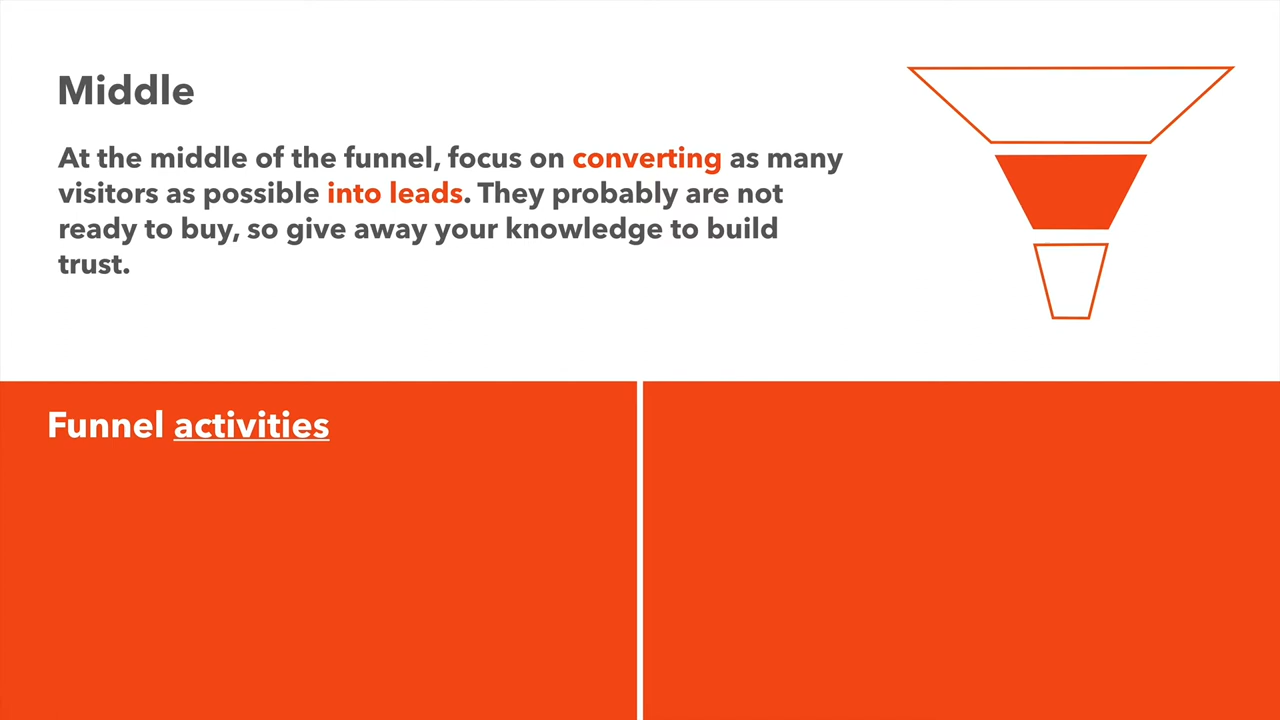 Middle
At the middle of the funnel, focus on converting as many
visitors as possible into leads. They probably are not
ready to buy, so give away your knowledge to build
trust.
Funnel activities